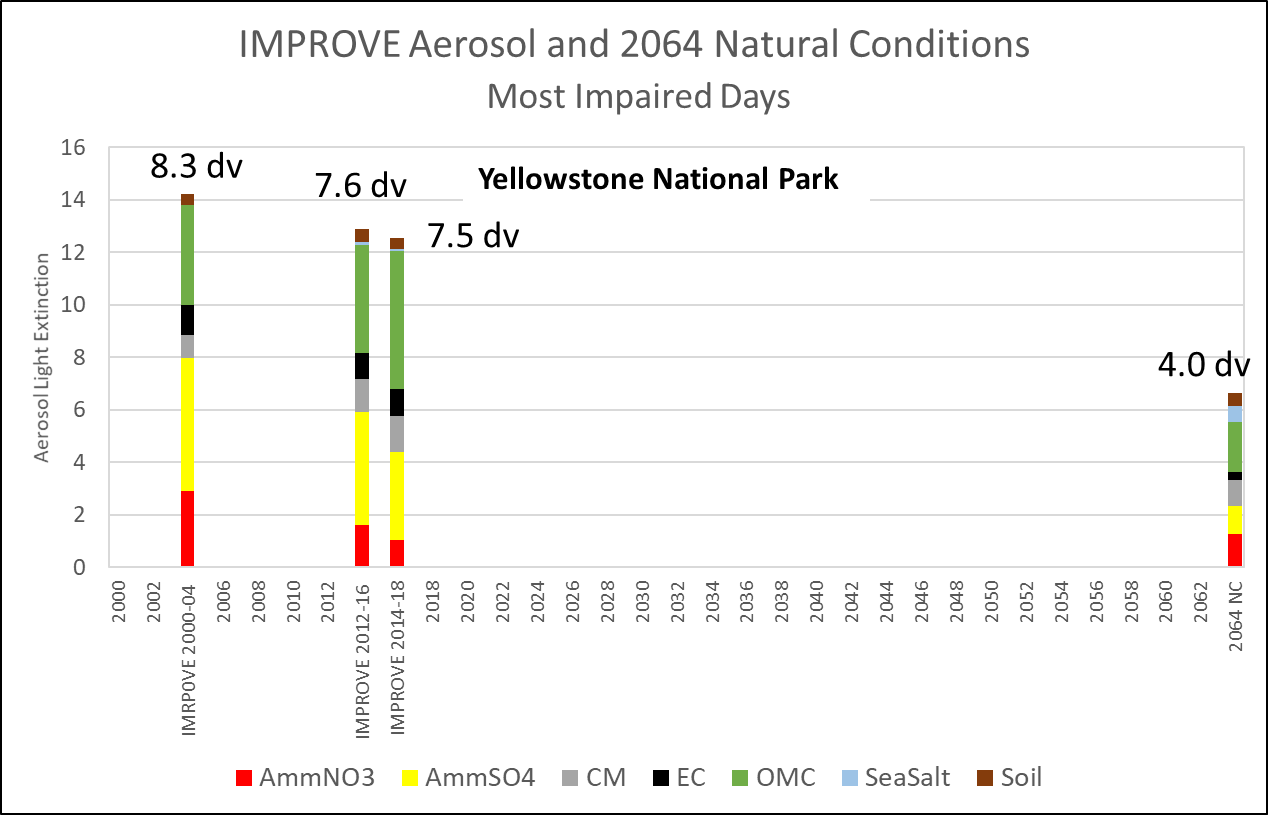 IMPROVE Aerosol and 2064 Natural Conditions
Most Impaired Days
Yellowstone National Park
8.3 dv
7.6 dv
7.5 dv
4.0 dv
Aerosol Light Extinction
16
14
12
10
8
6
4
2
0
2000
2002
IMRP0VE 2000-04
2006
2008
2010
2012
IMPROVE 2012-16
IMPROVE 2014-18
2018
2020
2022
2024
2026
2028
2030
2032
2034
2036
2038
2040
2042
2044
2046
2048
2050
2052
2054
2056
2058
2060
2062
2064 NC
AmmNO3 AmmSO4 CM EC OMC SeaSalt Soil